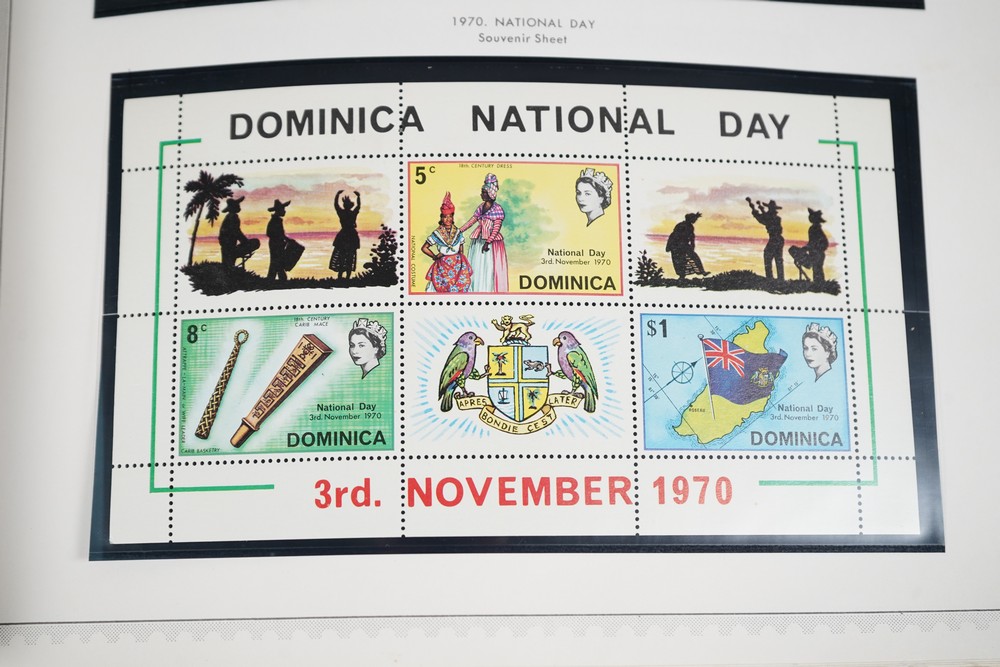 1970. NATIONAL DAY
Souvenir Sheet
DOMINICA NATIONAL DAY
5c
18th CENTURY DRESS
NATIONAL COSTUME
National Day
3rd. November 1970
DOMINICA
8c
18th CENTURY
CARIB MACE
National Day
3rd. November 1970
DOMINICA
CARIB BASKETRY
APRES BONDIE C'EST LATER
$1
ROSEAU
National Day
3rd. November 1970
DOMINICA
3rd. NOVEMBER 1970